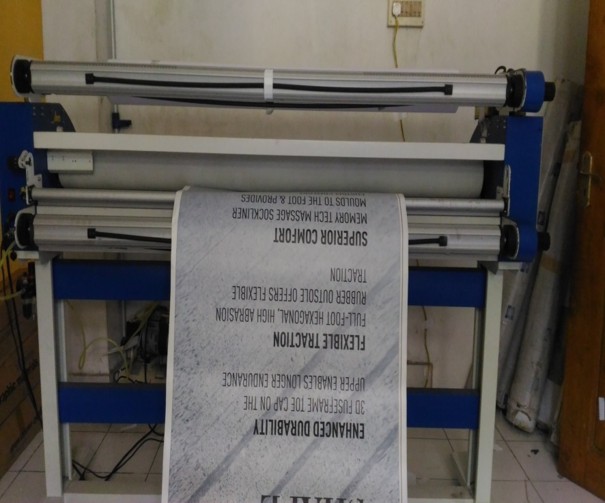 ENHANCED DURABILITY
3D FUSEFRAME TOE CAP ON THE
UPPER ENABLES LONGER ENDURANCE
FLEXIBLE TRACTION
FULL-FOOT HEXAGONAL, HIGH ABRASION
RUBBER OUTSOLE OFFERS FLEXIBLE
TRACTION
SUPERIOR COMFORT
MEMORY TECH MASSAGE SOCKLINER
MOULDS TO THE FOOT & PROVIDES